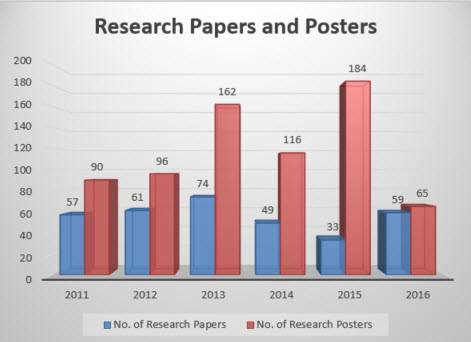 Research Papers and Posters
200
180
160
140
120
100
80
60
40
20
0
57 90 61 96 74 162 49 116 33 184 59 65
2011 2012 2013 2014 2015 2016
No. of Research Papers No. of Research Posters